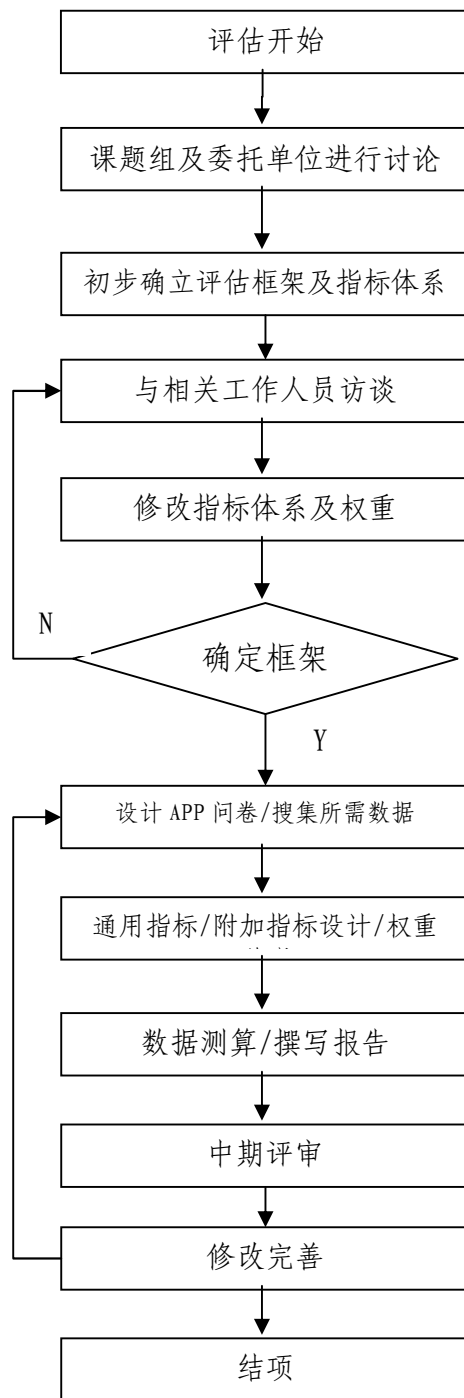 评估开始
课题组及委托单位进行讨论
初步确立评估框架及指标体系
与相关工作人员访谈
修改指标体系及权重
N
确定框架
Y
设计 APP 问卷/搜集所需数据
通用指标/附加指标设计/权重
数据测算/撰写报告
中期评审
修改完善
结项